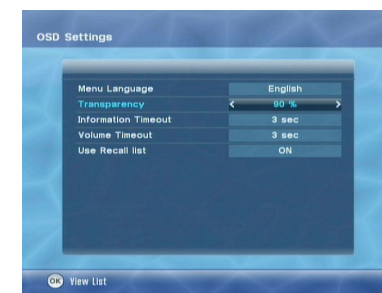 OSD Settings
Menu Language English
Transparency < 90 % >
Information Timeout 3 sec
Volume Timeout 3 sec
Use Recall list ON
OK View List